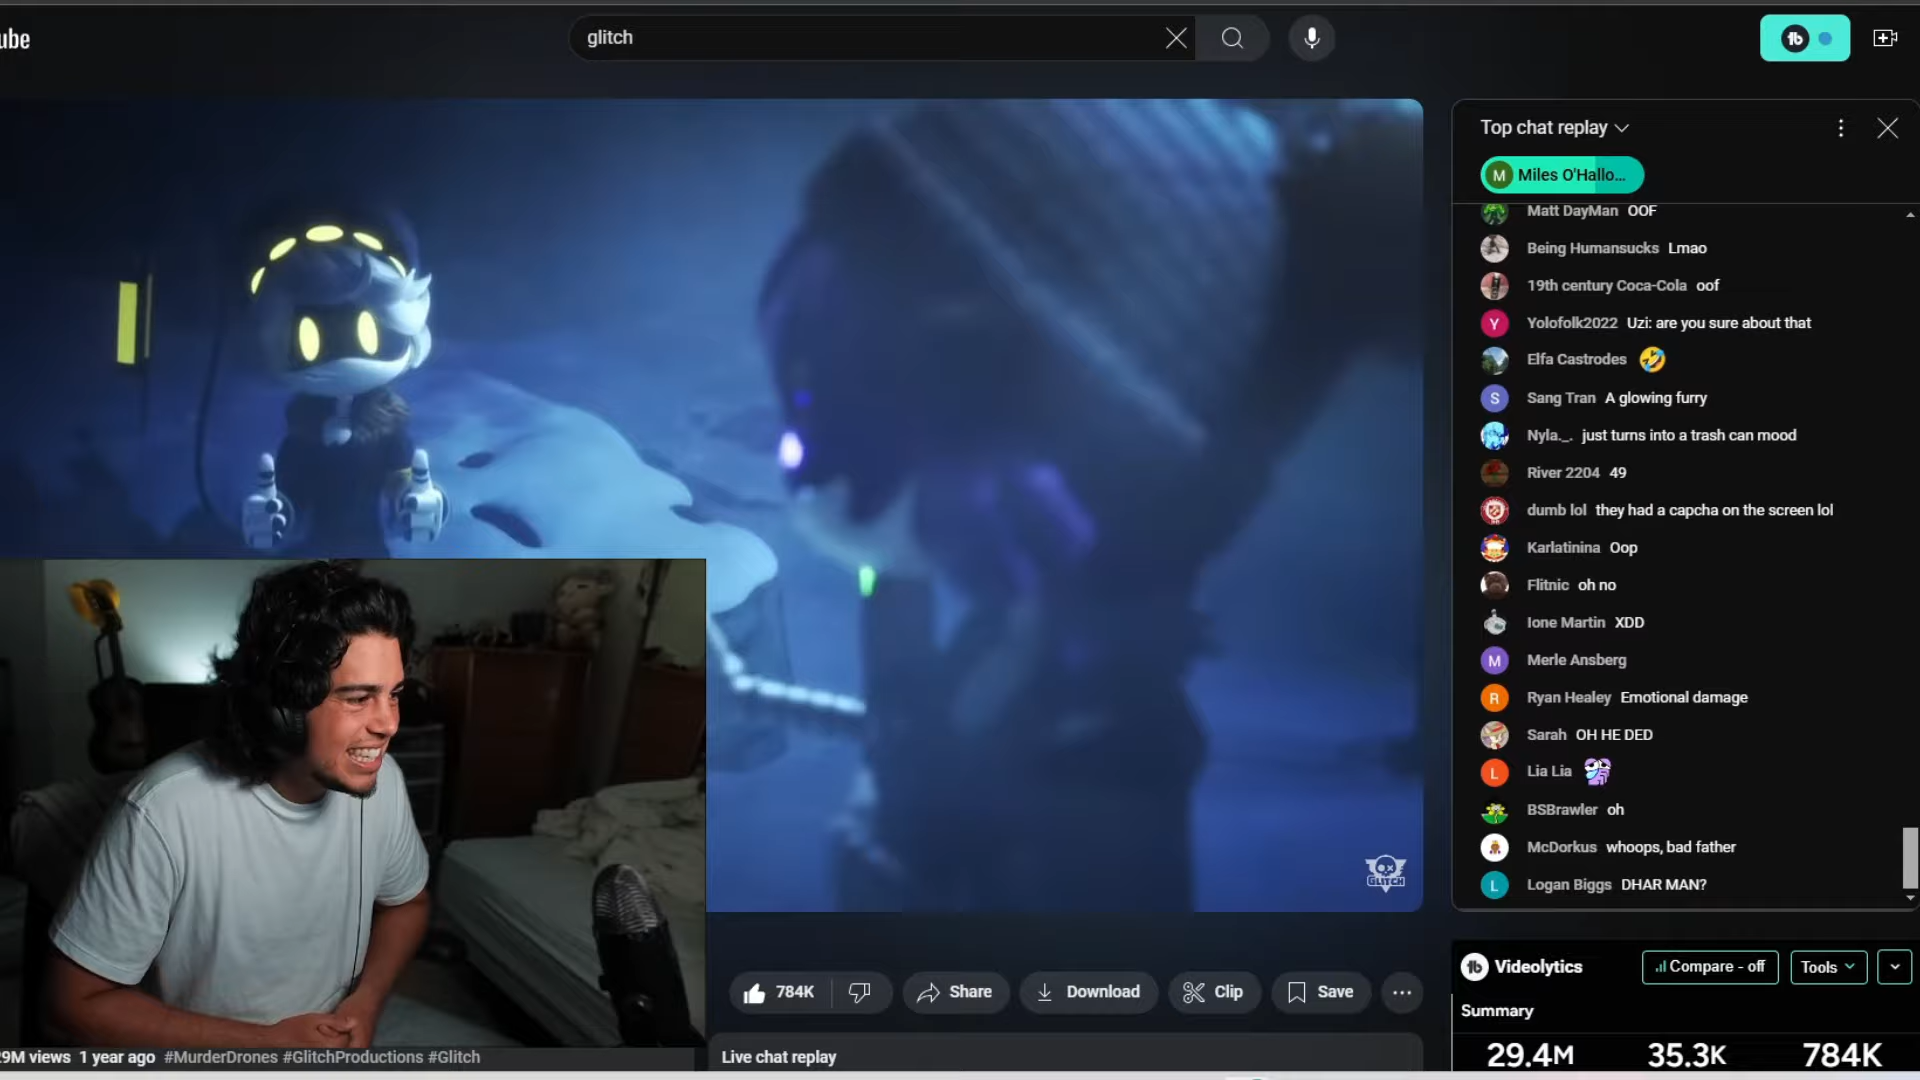 ube
glitch
Top chat replay
M Miles O'Hallo...
Matt DayMan OOF
Being Humansucks Lmao
19th century Coca-Cola oof
Y Yolofolk2022 Uzi: are you sure about that
Elfa Castrodes 🤣
S Sang Tran A glowing furry
Nyla._. just turns into a trash can mood
River 2204 49
dumb lol they had a capcha on the screen lol
Karlatinina Oop
Flitnic oh no
Ione Martin XDD
M Merle Ansberg
R Ryan Healey Emotional damage
Sarah OH HE DED
L Lia Lia
BSBrawler oh
McDorkus whoops, bad father
L Logan Biggs DHAR MAN?
GLITCH
784K Share Download Clip Save
29M views 1 year ago #MurderDrones #GlitchProductions #Glitch
Live chat replay
Videolytics Compare - off Tools
Summary
29.4M 35.3K 784K